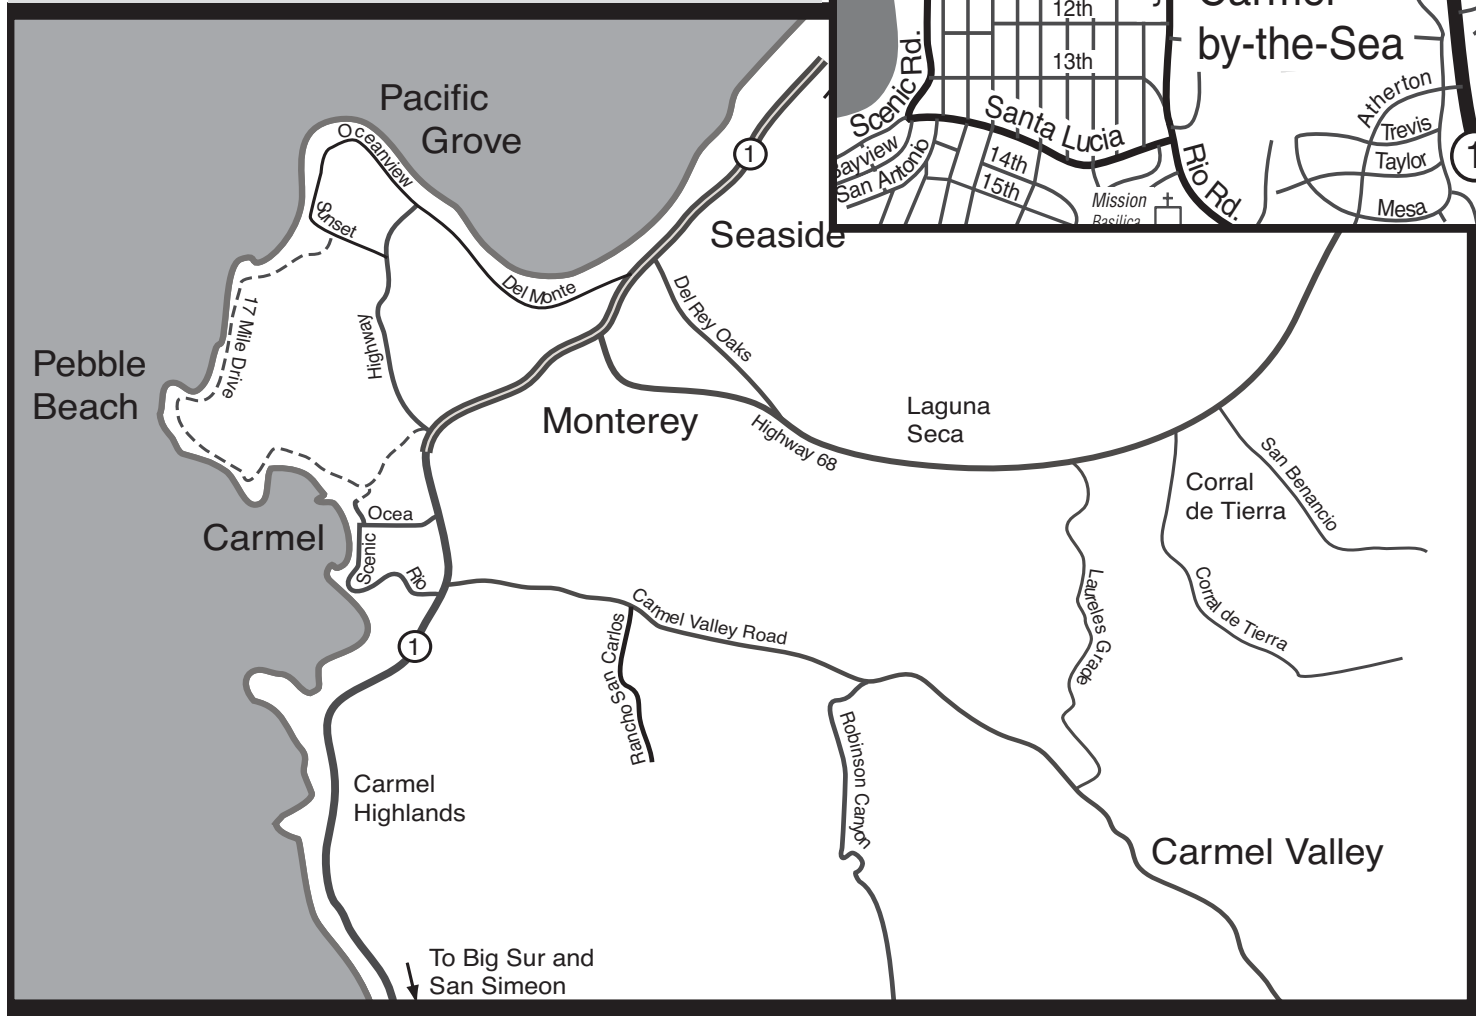 12th
Carmel
by-the-Sea
13th
Scenic Rd.
Santa Lucia
Atherton
Trevis
Taylor
Mesa
1
Bayview
San Antonio
14th
15th
Rio Rd.
Mission
Basilica
Pacific
Grove
Oceanview
1
Sunset
Seaside
Del Monte
Del Rey Oaks
17 Mile Drive
Highway
Pebble
Beach
Monterey
Highway 68
Laguna
Seca
San Benancio
Corral
de Tierra
Carmel
Ocea
Scenic
Rio
Laureles Grade
Corral de Tierra
Carmel Valley Road
Rancho San Carlos
1
Robinson Canyon
Carmel
Highlands
Carmel Valley
To Big Sur and
San Simeon